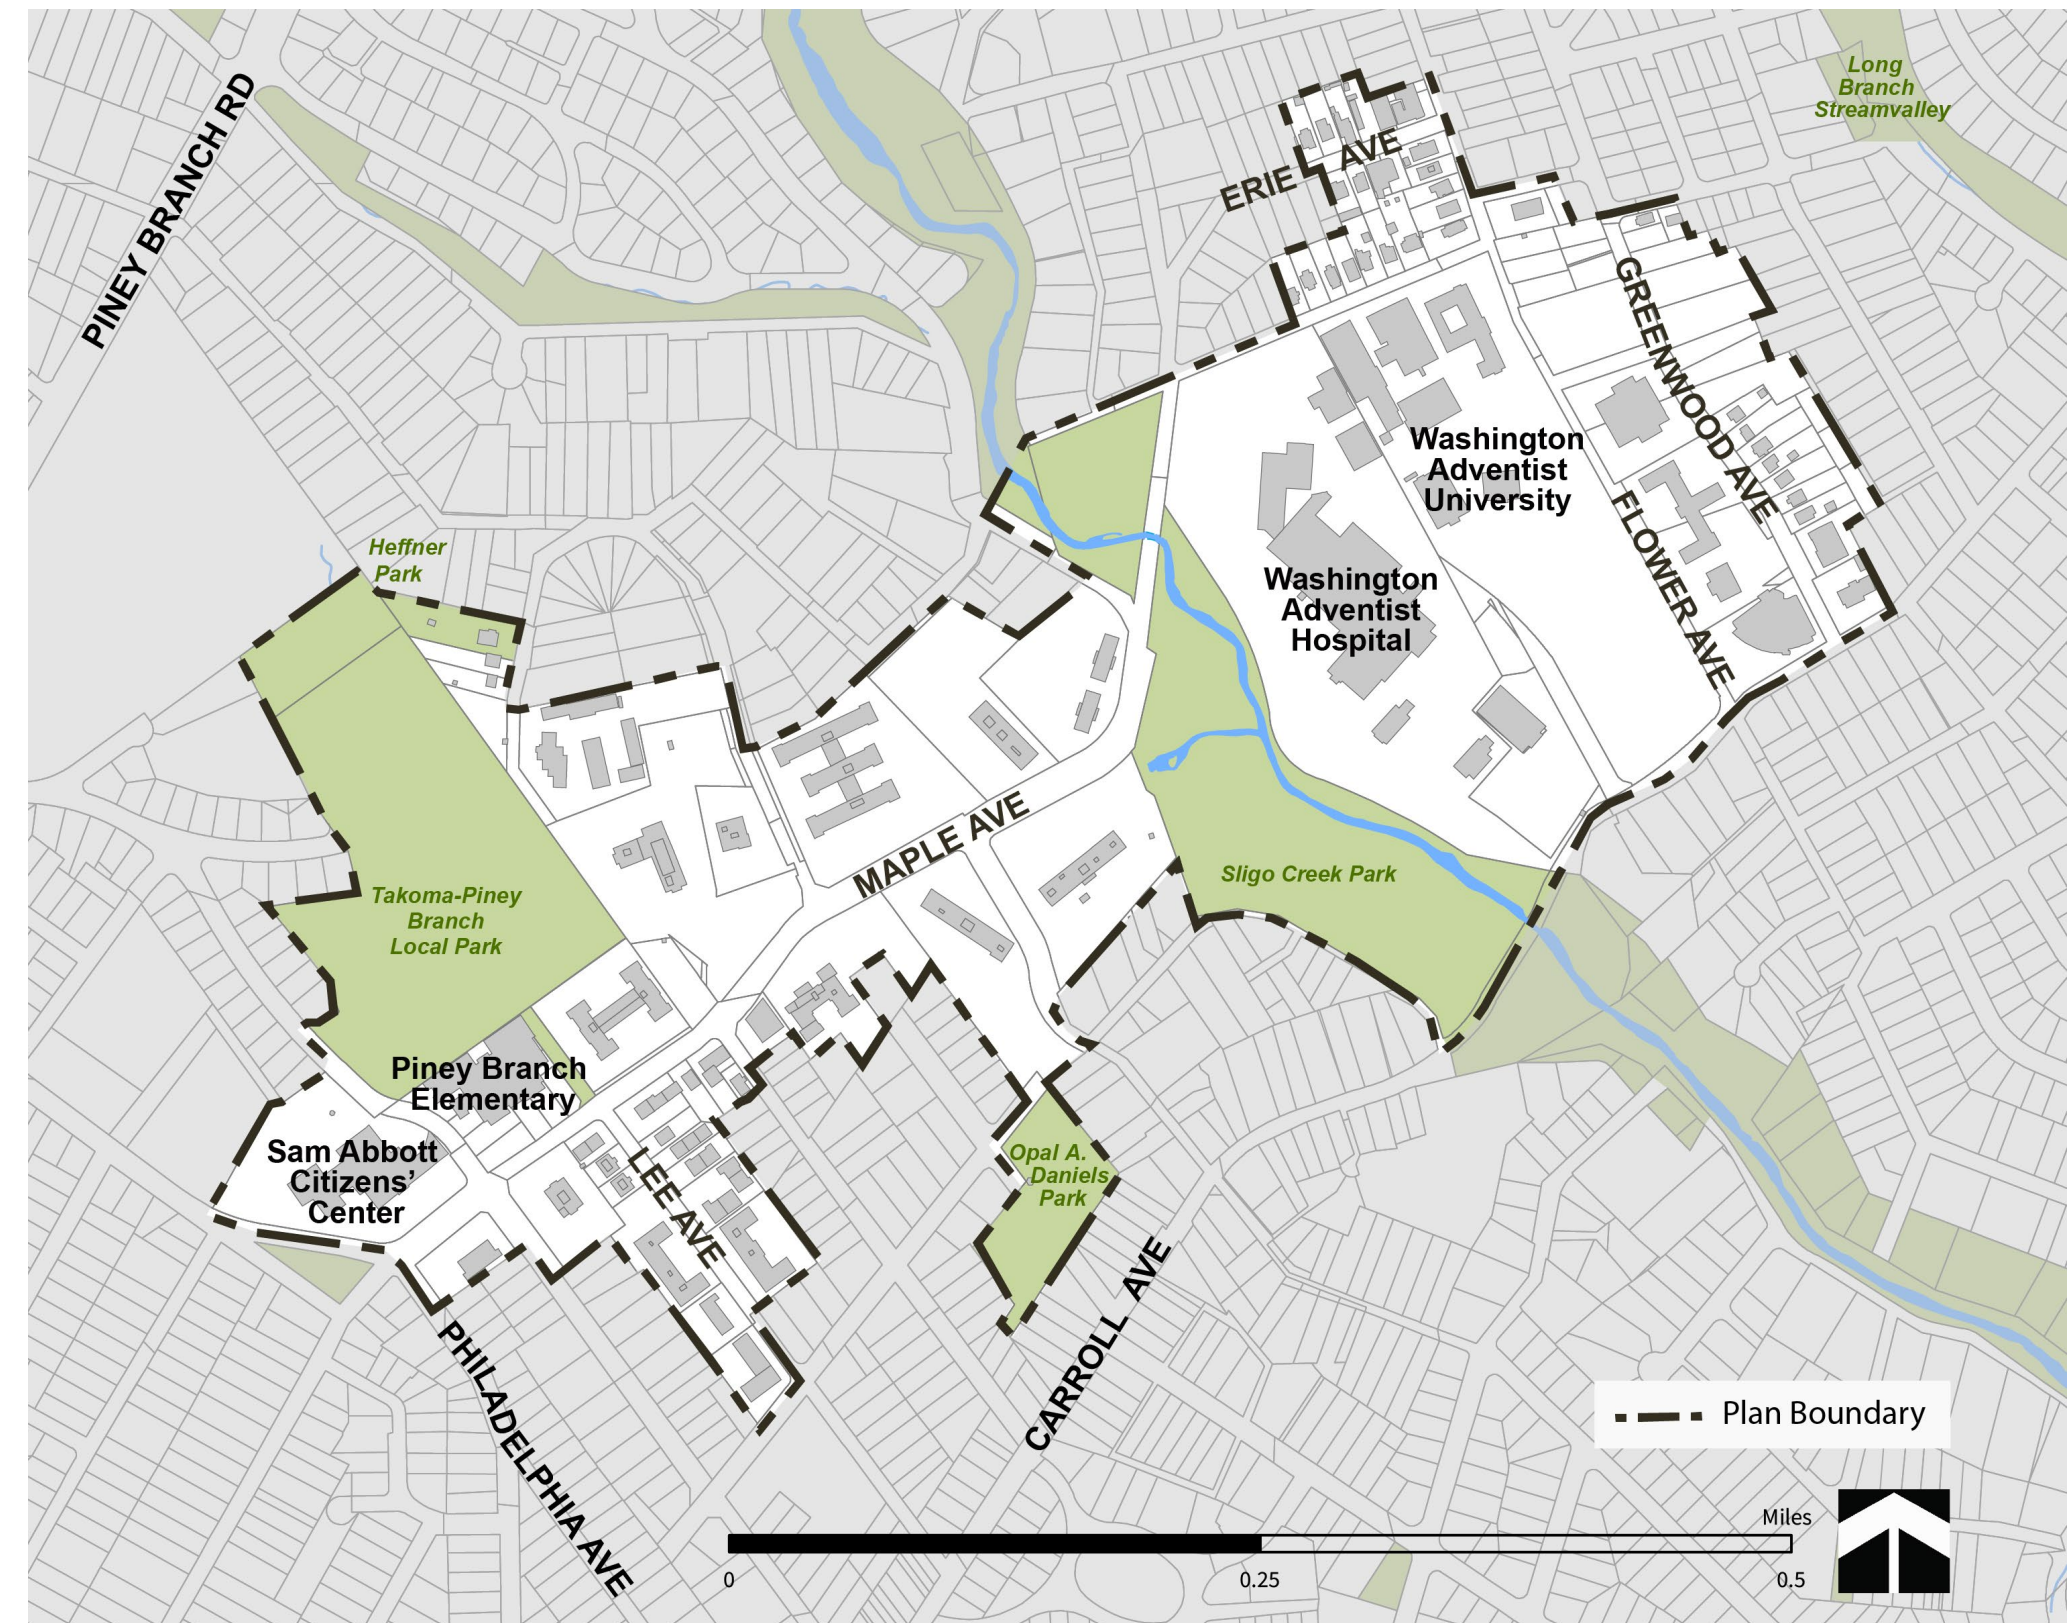 Long
Branch
Streamvalley
PINEY BRANCH RD
ERIE AVE
GREENWOOD AVE
Washington
Adventist
University
FLOWER AVE
Heffner
Park
Washington
Adventist
Hospital
MAPLE AVE
Sligo Creek Park
Takoma-Piney
Branch
Local Park
Piney Branch
Elementary
Sam Abbott
Citizens'
Center
LEE AVE
Opal A.
Daniels
Park
CARROLL AVE
PHILADELPHIA AVE
Plan Boundary
Miles
0
0.25
0.5